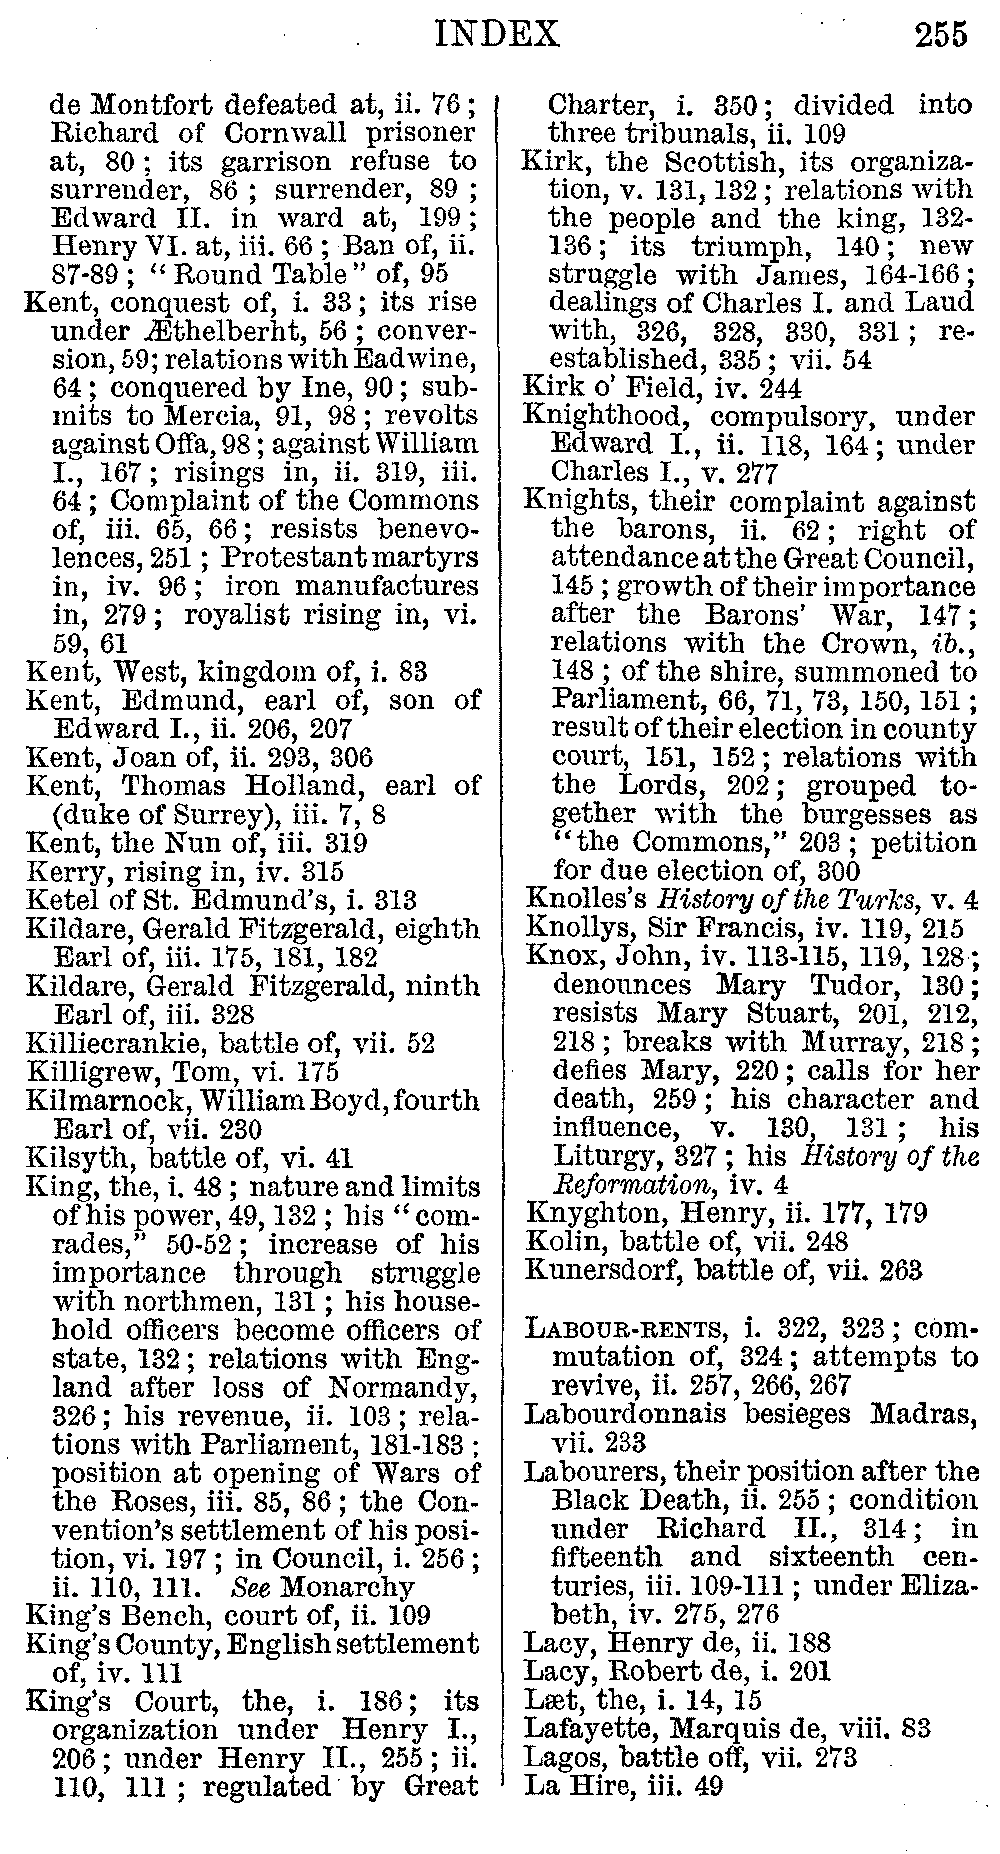 INDEX 255
de Montfort defeated at, ii. 76;
Richard of Cornwall prisoner
at, 80; its garrison refuse to
surrender, 86; surrender, 89;
Edward II. in ward at, 199;
Henry VI. at, iii. 66; Ban of, ii.
87-89; "Round Table" of, 95
Kent, conquest of, i. 33; its rise
under Æthelberht, 56; conver-
sion, 59; relations with Eadwine,
64; conquered by Ine, 90; sub-
mits to Mercia, 91, 98; revolts
against Offa, 98; against William
I., 167; risings in, ii. 319, iii.
64; Complaint of the Commons
of, iii. 65, 66; resists benevo-
lences, 251; Protestant martyrs
in, iv. 96; iron manufactures
in, 279; royalist rising in, vi.
59, 61
Kent, West, kingdom of, i. 83
Kent, Edmund, earl of, son of
Edward I., ii. 206, 207
Kent, Joan of, ii. 293, 306
Kent, Thomas Holland, earl of
(duke of Surrey), iii. 7, 8
Kent, the Nun of, iii. 319
Kerry, rising in, iv. 315
Ketel of St. Edmund's, i. 313
Kildare, Gerald Fitzgerald, eighth
Earl of, iii. 175, 181, 182
Kildare, Gerald Fitzgerald, ninth
Earl of, iii. 328
Killiecrankie, battle of, vii. 52
Killigrew, Tom, vi. 175
Kilmarnock, William Boyd, fourth
Earl of, vii. 230
Kilsyth, battle of, vi. 41
King, the, i. 48; nature and limits
of his power, 49, 132; his "com-
rades," 50-52; increase of his
importance through struggle
with northmen, 131; his house-
hold officers become officers of
state, 132; relations with Eng-
land after loss of Normandy,
326; his revenue, ii. 103; rela-
tions with Parliament, 181-183;
position at opening of Wars of
the Roses, iii. 85, 86; the Con-
vention's settlement of his posi-
tion, vi. 197; in Council, i. 256;
ii. 110, 111. See Monarchy
King's Bench, court of, ii. 109
King's County, English settlement
of, iv. 111
King's Court, the, i. 186; its
organization under Henry I.,
206; under Henry II., 255; ii.
110, 111; regulated by Great
Charter, i. 350; divided into
three tribunals, ii. 109
Kirk, the Scottish, its organiza-
tion, v. 131, 132; relations with
the people and the king, 132-
136; its triumph, 140; new
struggle with James, 164-166;
dealings of Charles I. and Laud
with, 326, 328, 330, 331; re-
established, 335; vii. 54
Kirk o' Field, iv. 244
Knighthood, compulsory, under
Edward I., ii. 118, 164; under
Charles I., v. 277
Knights, their complaint against
the barons, ii. 62; right of
attendance at the Great Council,
145; growth of their importance
after the Barons' War, 147;
relations with the Crown, ib.,
148; of the shire, summoned to
Parliament, 66, 71, 73, 150, 151;
result of their election in county
court, 151, 152; relations with
the Lords, 202; grouped to-
gether with the burgesses as
"the Commons," 203; petition
for due election of, 300
Knolles's History of the Turks, v. 4
Knollys, Sir Francis, iv. 119, 215
Knox, John, iv. 113-115, 119, 128;
denounces Mary Tudor, 130;
resists Mary Stuart, 201, 212,
218; breaks with Murray, 218;
defies Mary, 220; calls for her
death, 259; his character and
influence, v. 130, 131; his
Liturgy, 327; his History of the
Reformation, iv. 4
Knyghton, Henry, ii. 177, 179
Kolin, battle of, vii. 248
Kunersdorf, battle of, vii. 263
LABOUR-RENTS, i. 322, 323; com-
mutation of, 324; attempts to
revive, ii. 257, 266, 267
Labourdonnais besieges Madras,
vii. 233
Labourers, their position after the
Black Death, ii. 255; condition
under Richard II., 314; in
fifteenth and sixteenth cen-
turies, iii. 109-111; under Eliza-
beth, iv. 275, 276
Lacy, Henry de, ii. 188
Lacy, Robert de, i. 201
Læt, the, i. 14, 15
Lafayette, Marquis de, viii. 83
Lagos, battle off, vii. 273
La Hire, iii. 49